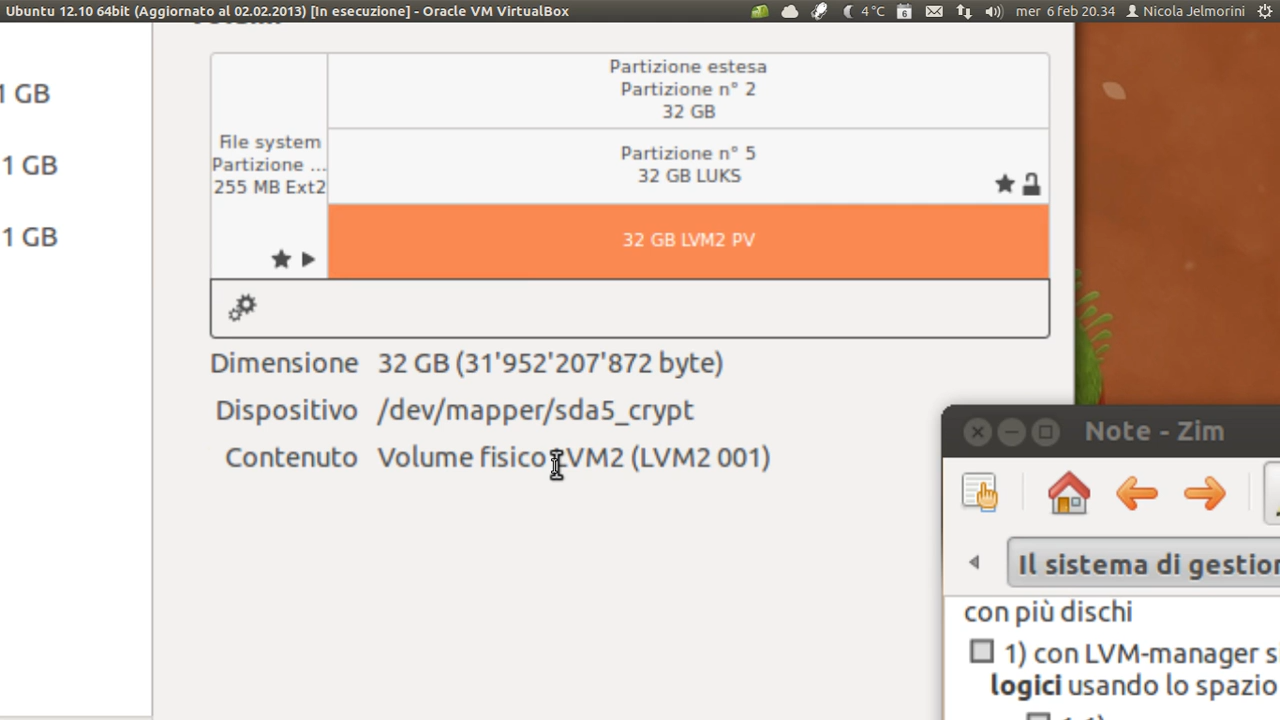 Ubuntu 12.10 64bit (Aggiornato al 02.02.2013) [In esecuzione] - Oracle VM VirtualBox
4 °C
6
mer 6 feb 20.34
Nicola Jelmorini
1 GB
1 GB
1 GB
File system
Partizione ...
255 MB Ext2
Partizione estesa
Partizione n° 2
32 GB
Partizione n° 5
32 GB LUKS
32 GB LVM2 PV
Dimensione 32 GB (31'952'207'872 byte)
Dispositivo /dev/mapper/sda5_crypt
Contenuto Volume fisico LVM2 (LVM2 001)
Note - Zim
Il sistema di gestion
con più dischi
1) con LVM-manager s
logici usando lo spazio